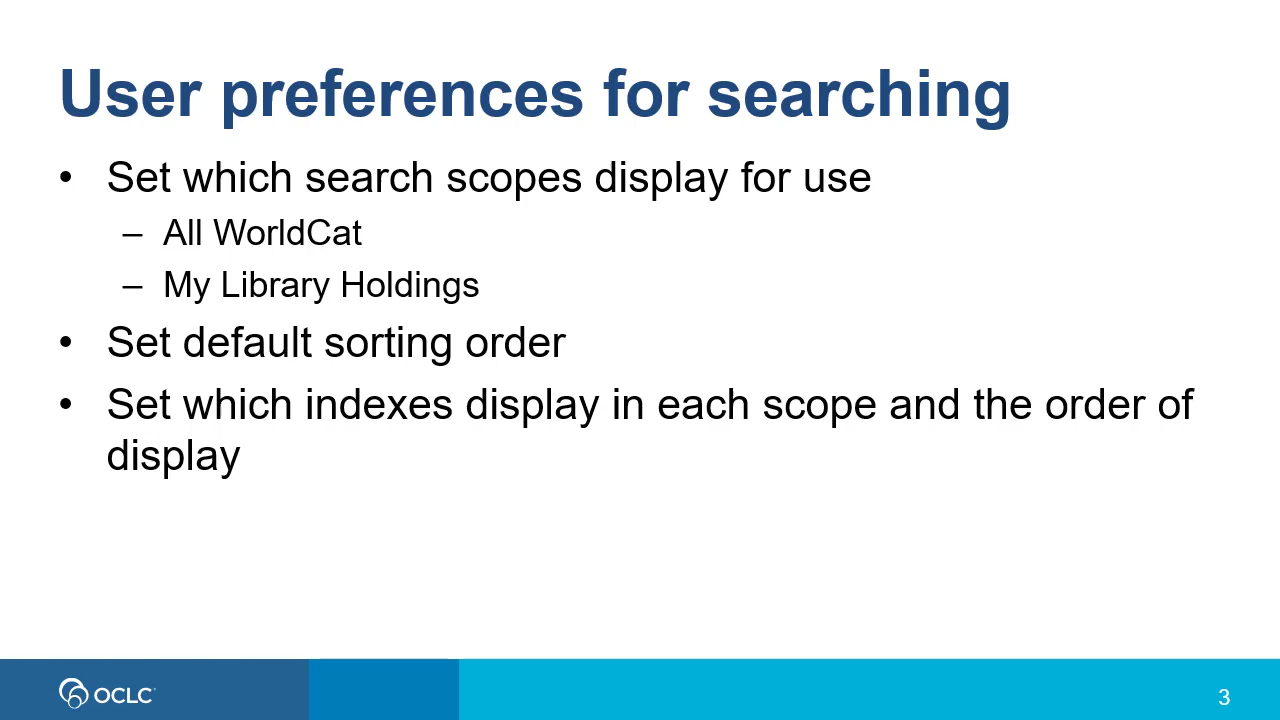 User preferences for searching
• Set which search scopes display for use
– All WorldCat
– My Library Holdings
• Set default sorting order
• Set which indexes display in each scope and the order of
display
OCLC
3